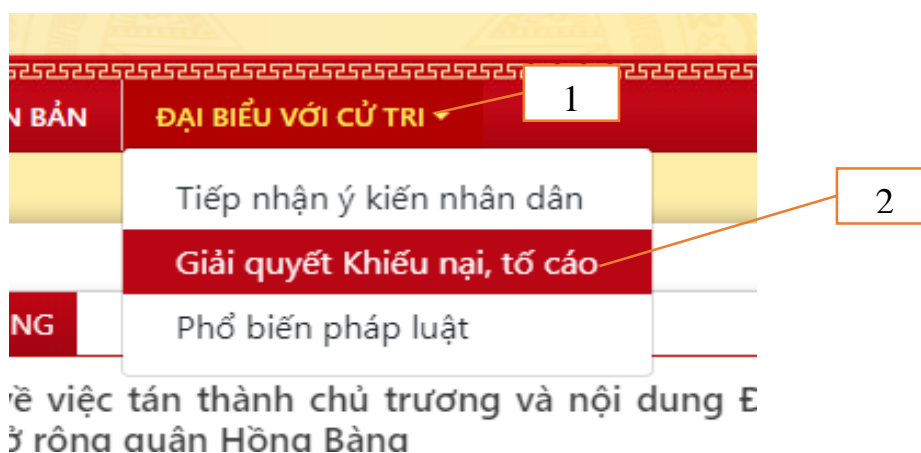 N BẢN ĐẠI BIỂU VỚI CỬ TRI 1
Tiếp nhận ý kiến nhân dân
2
Giải quyết Khiếu nại, tố cáo
NG
Phổ biến pháp luật
về việc tán thành chủ trương và nội dung Đ
ở rộng quận Hồng Bàng